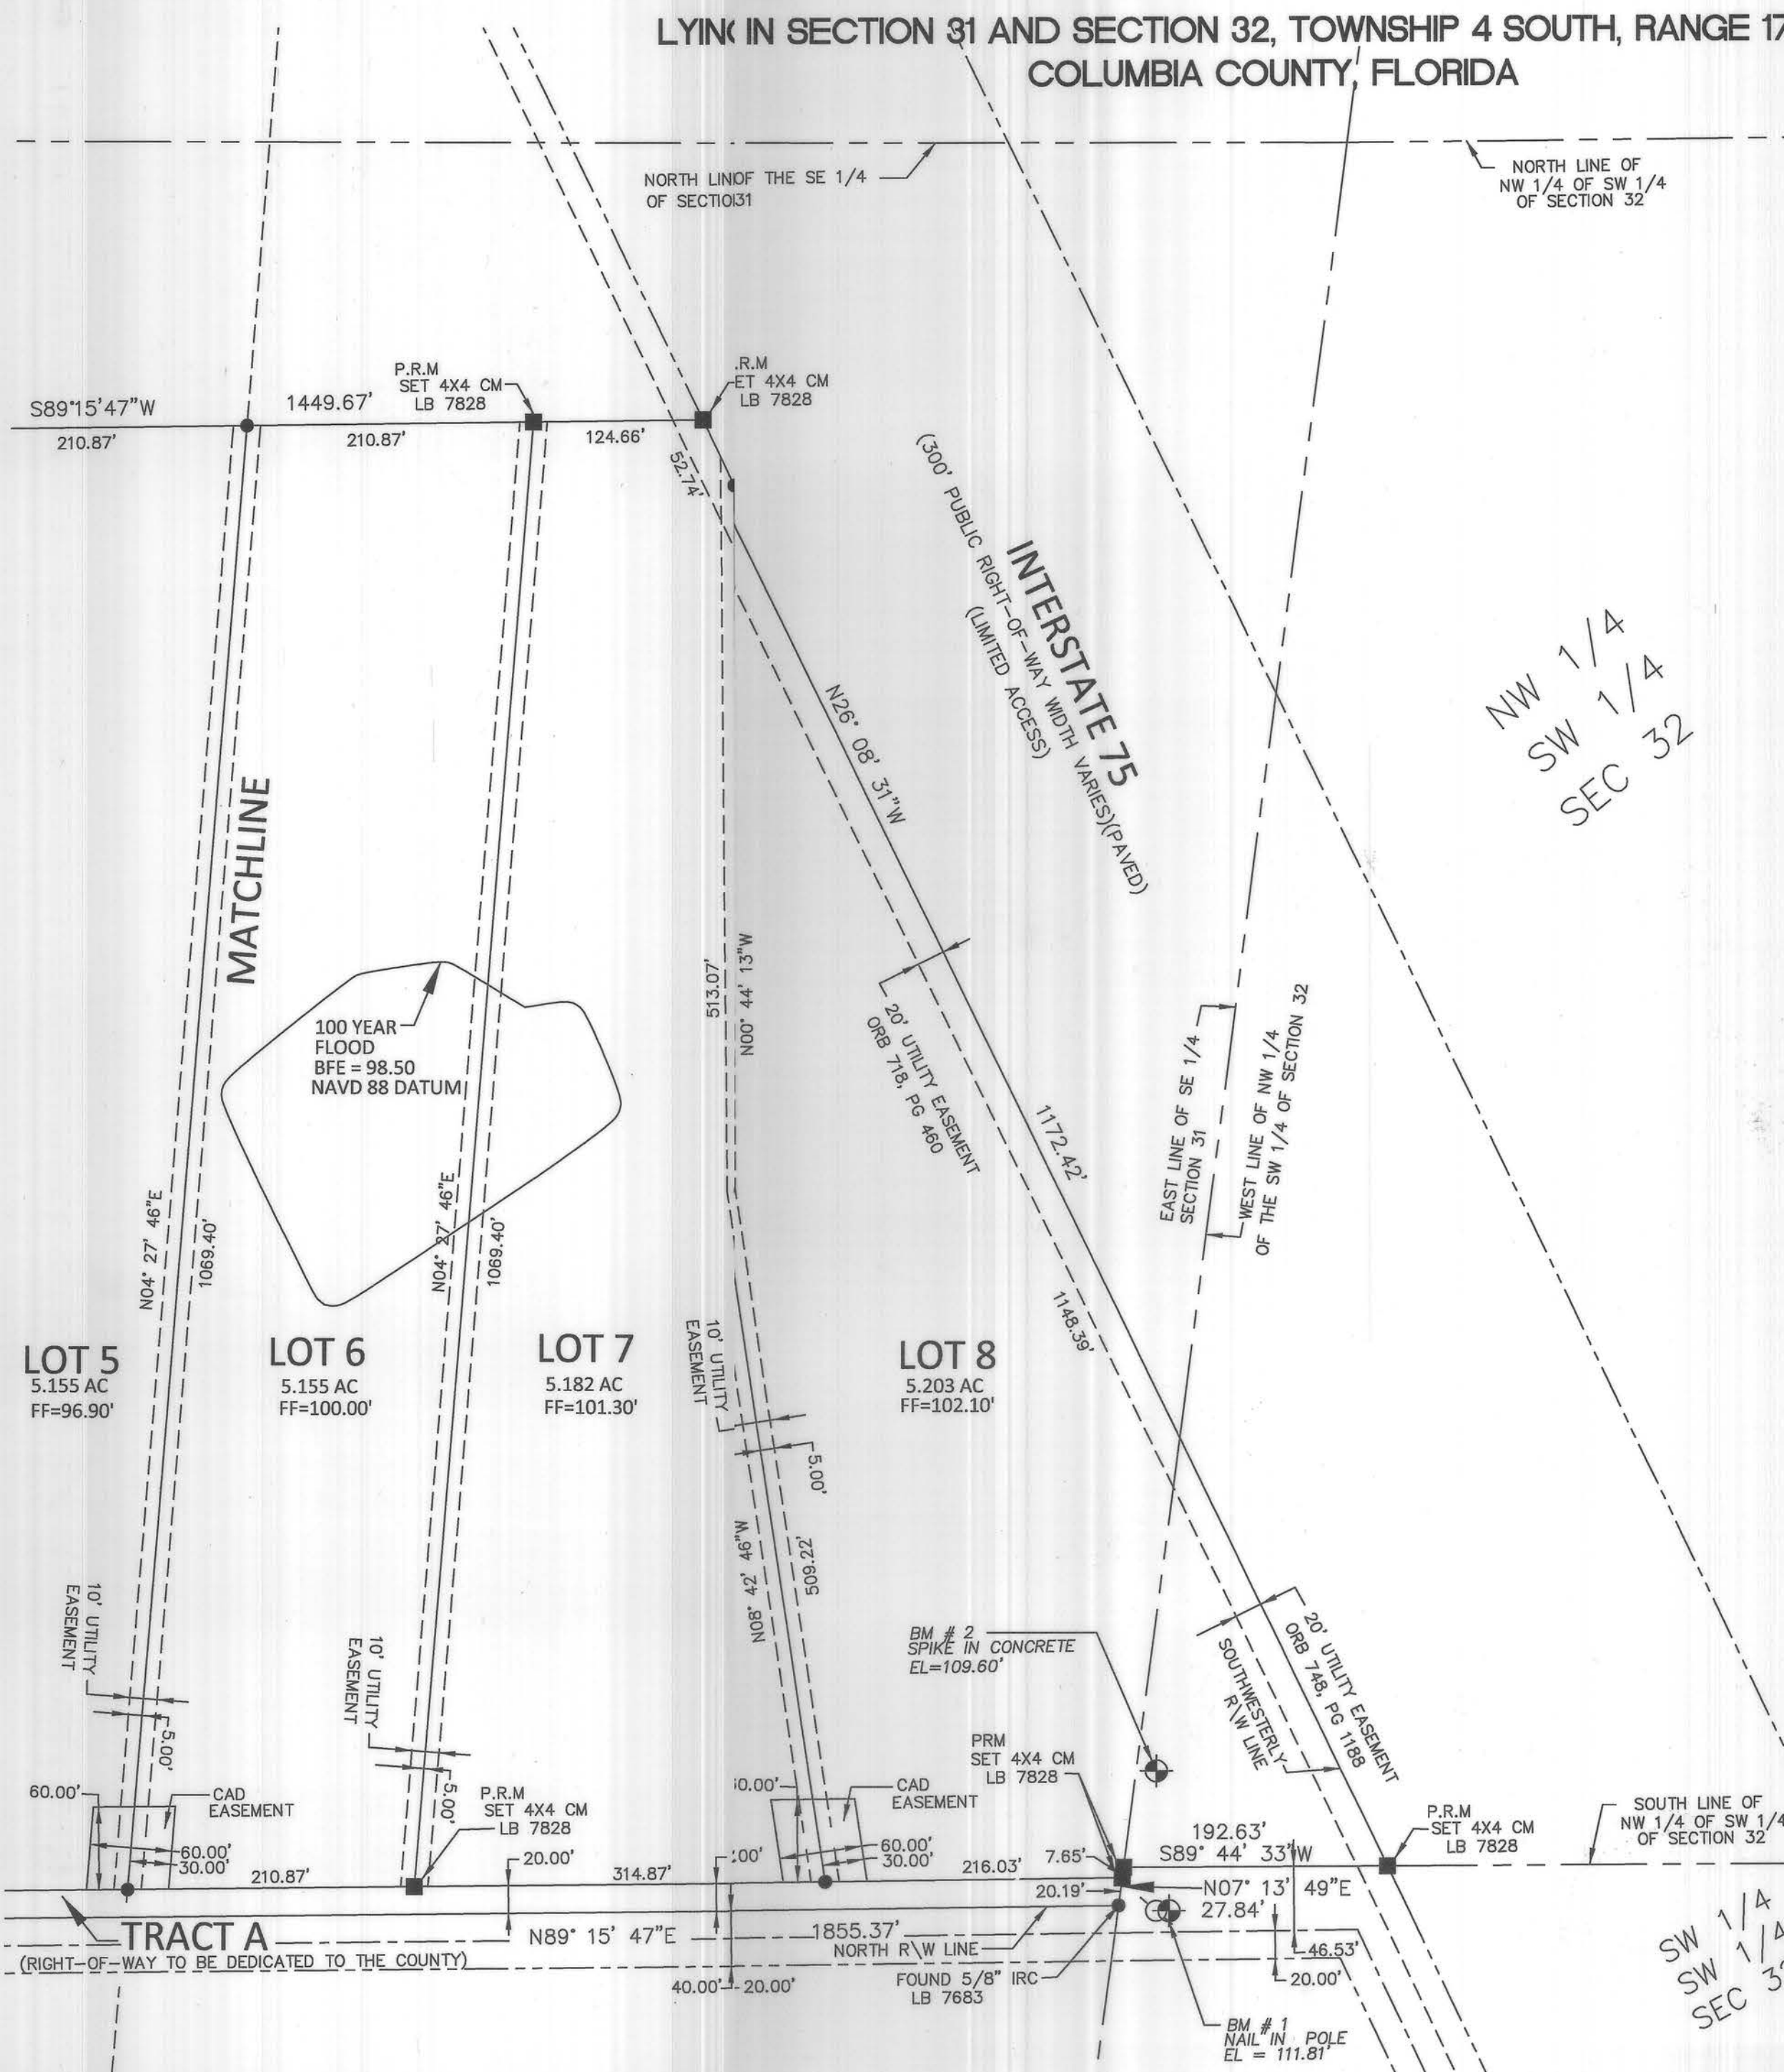 LYING IN SECTION 31 AND SECTION 32, TOWNSHIP 4 SOUTH, RANGE 17
COLUMBIA COUNTY, FLORIDA
NORTH LIN OF THE SE 1/4
OF SECTIO 31
NORTH LINE OF
NW 1/4 OF SW 1/4
OF SECTION 32
P.R.M
SET 4X4 CM
LB 7828
.R.M
ET 4X4 CM
LB 7828
S89°15'47"W
1449.67'
210.87'
210.87'
124.66'
52.74'
INTERSTATE 75
(300' PUBLIC RIGHT-OF-WAY WIDTH VARIES)(PAVED)
(LIMITED ACCESS)
NW 1/4
SW 1/4
SEC 32
N26° 08' 31"W
MATCHLINE
513.07'
N00° 44' 13"W
20' UTILITY EASEMENT
ORB 718, PG 460
100 YEAR
FLOOD
BFE = 98.50
NAVD 88 DATUM
EAST LINE OF SE 1/4
SECTION 31
WEST LINE OF NW 1/4
OF THE SW 1/4 OF SECTION 32
1172.42'
1148.39'
N04° 27' 46"E
1069.40'
N04° 27' 46"E
1069.40'
LOT 5
5.155 AC
FF=96.90'
LOT 6
5.155 AC
FF=100.00'
LOT 7
5.182 AC
FF=101.30'
10' UTILITY
EASEMENT
LOT 8
5.203 AC
FF=102.10'
5.00'
N08° 42' 46"W
509.22'
10' UTILITY
EASEMENT
5.00'
10' UTILITY
EASEMENT
5.00'
BM # 2
SPIKE IN CONCRETE
EL=109.60'
20' UTILITY EASEMENT
ORB 748, PG 1188
SOUTHWESTERLY
R\W LINE
PRM
SET 4X4 CM
LB 7828
60.00'
CAD
EASEMENT
60.00'
30.00'
P.R.M
SET 4X4 CM
LB 7828
0.00'
CAD
EASEMENT
60.00'
30.00'
192.63'
S89° 44' 33"W
P.R.M
SET 4X4 CM
LB 7828
SOUTH LINE OF
NW 1/4 OF SW 1/4
OF SECTION 32
210.87'
20.00'
314.87'
:00'
216.03'
7.65'
20.19'
N07° 13' 49"E
27.84'
TRACT A
(RIGHT-OF-WAY TO BE DEDICATED TO THE COUNTY)
N89° 15' 47"E
1855.37'
NORTH R\W LINE
46.53'
20.00'
40.00'
20.00'
FOUND 5/8" IRC
LB 7683
BM # 1
NAIL IN POLE
EL = 111.81'
SW 1/4
SW 1/4
SEC 3